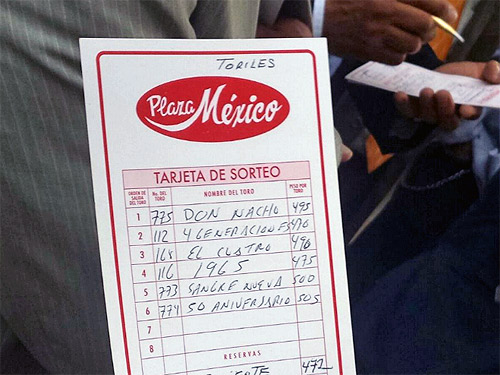 TORILES
Plaza México
TARJETA DE SORTEO
ORDEN DE SALIDA DEL TORO No. DEL TORO NOMBRE DEL TORO PESO POR TORO
1 775 DON NACHO 495
2 112 4 GENERACIONES 470
3 EL CUATRO 490
4 116 1965 475
5 773 SANGRE NUEVA 500
6 774 50 ANIVERSARIO 505
7
8
RESERVAS
472